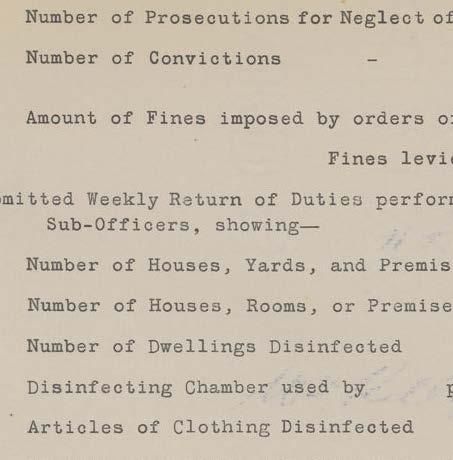 Number of Prosecutions for Neglect of
Number of Convictions -
Amount of Fines imposed by orders o
Fines levie
mitted Weekly Return of Duties perform
Sub-Officers, showing—
Number of Houses, Yards, and Premis
Number of Houses, Rooms, or Premise
Number of Dwellings Disinfected
Disinfecting Chamber used by p
Articles of Clothing Disinfected